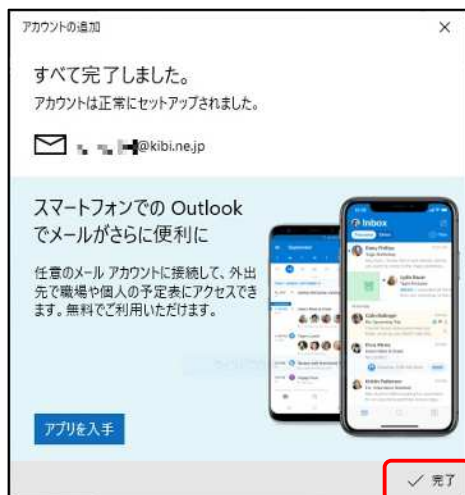 アカウントの追加
すべて完了しました。
アカウントは正常にセットアップされました。
@kibi.ne.jp
スマートフォンでの Outlook
でメールがさらに便利に
任意のメール アカウントに接続して、外出
先で職場や個人の予定表にアクセスでき
ます。無料でご利用いただけます。
Inbox
アプリを入手
完了